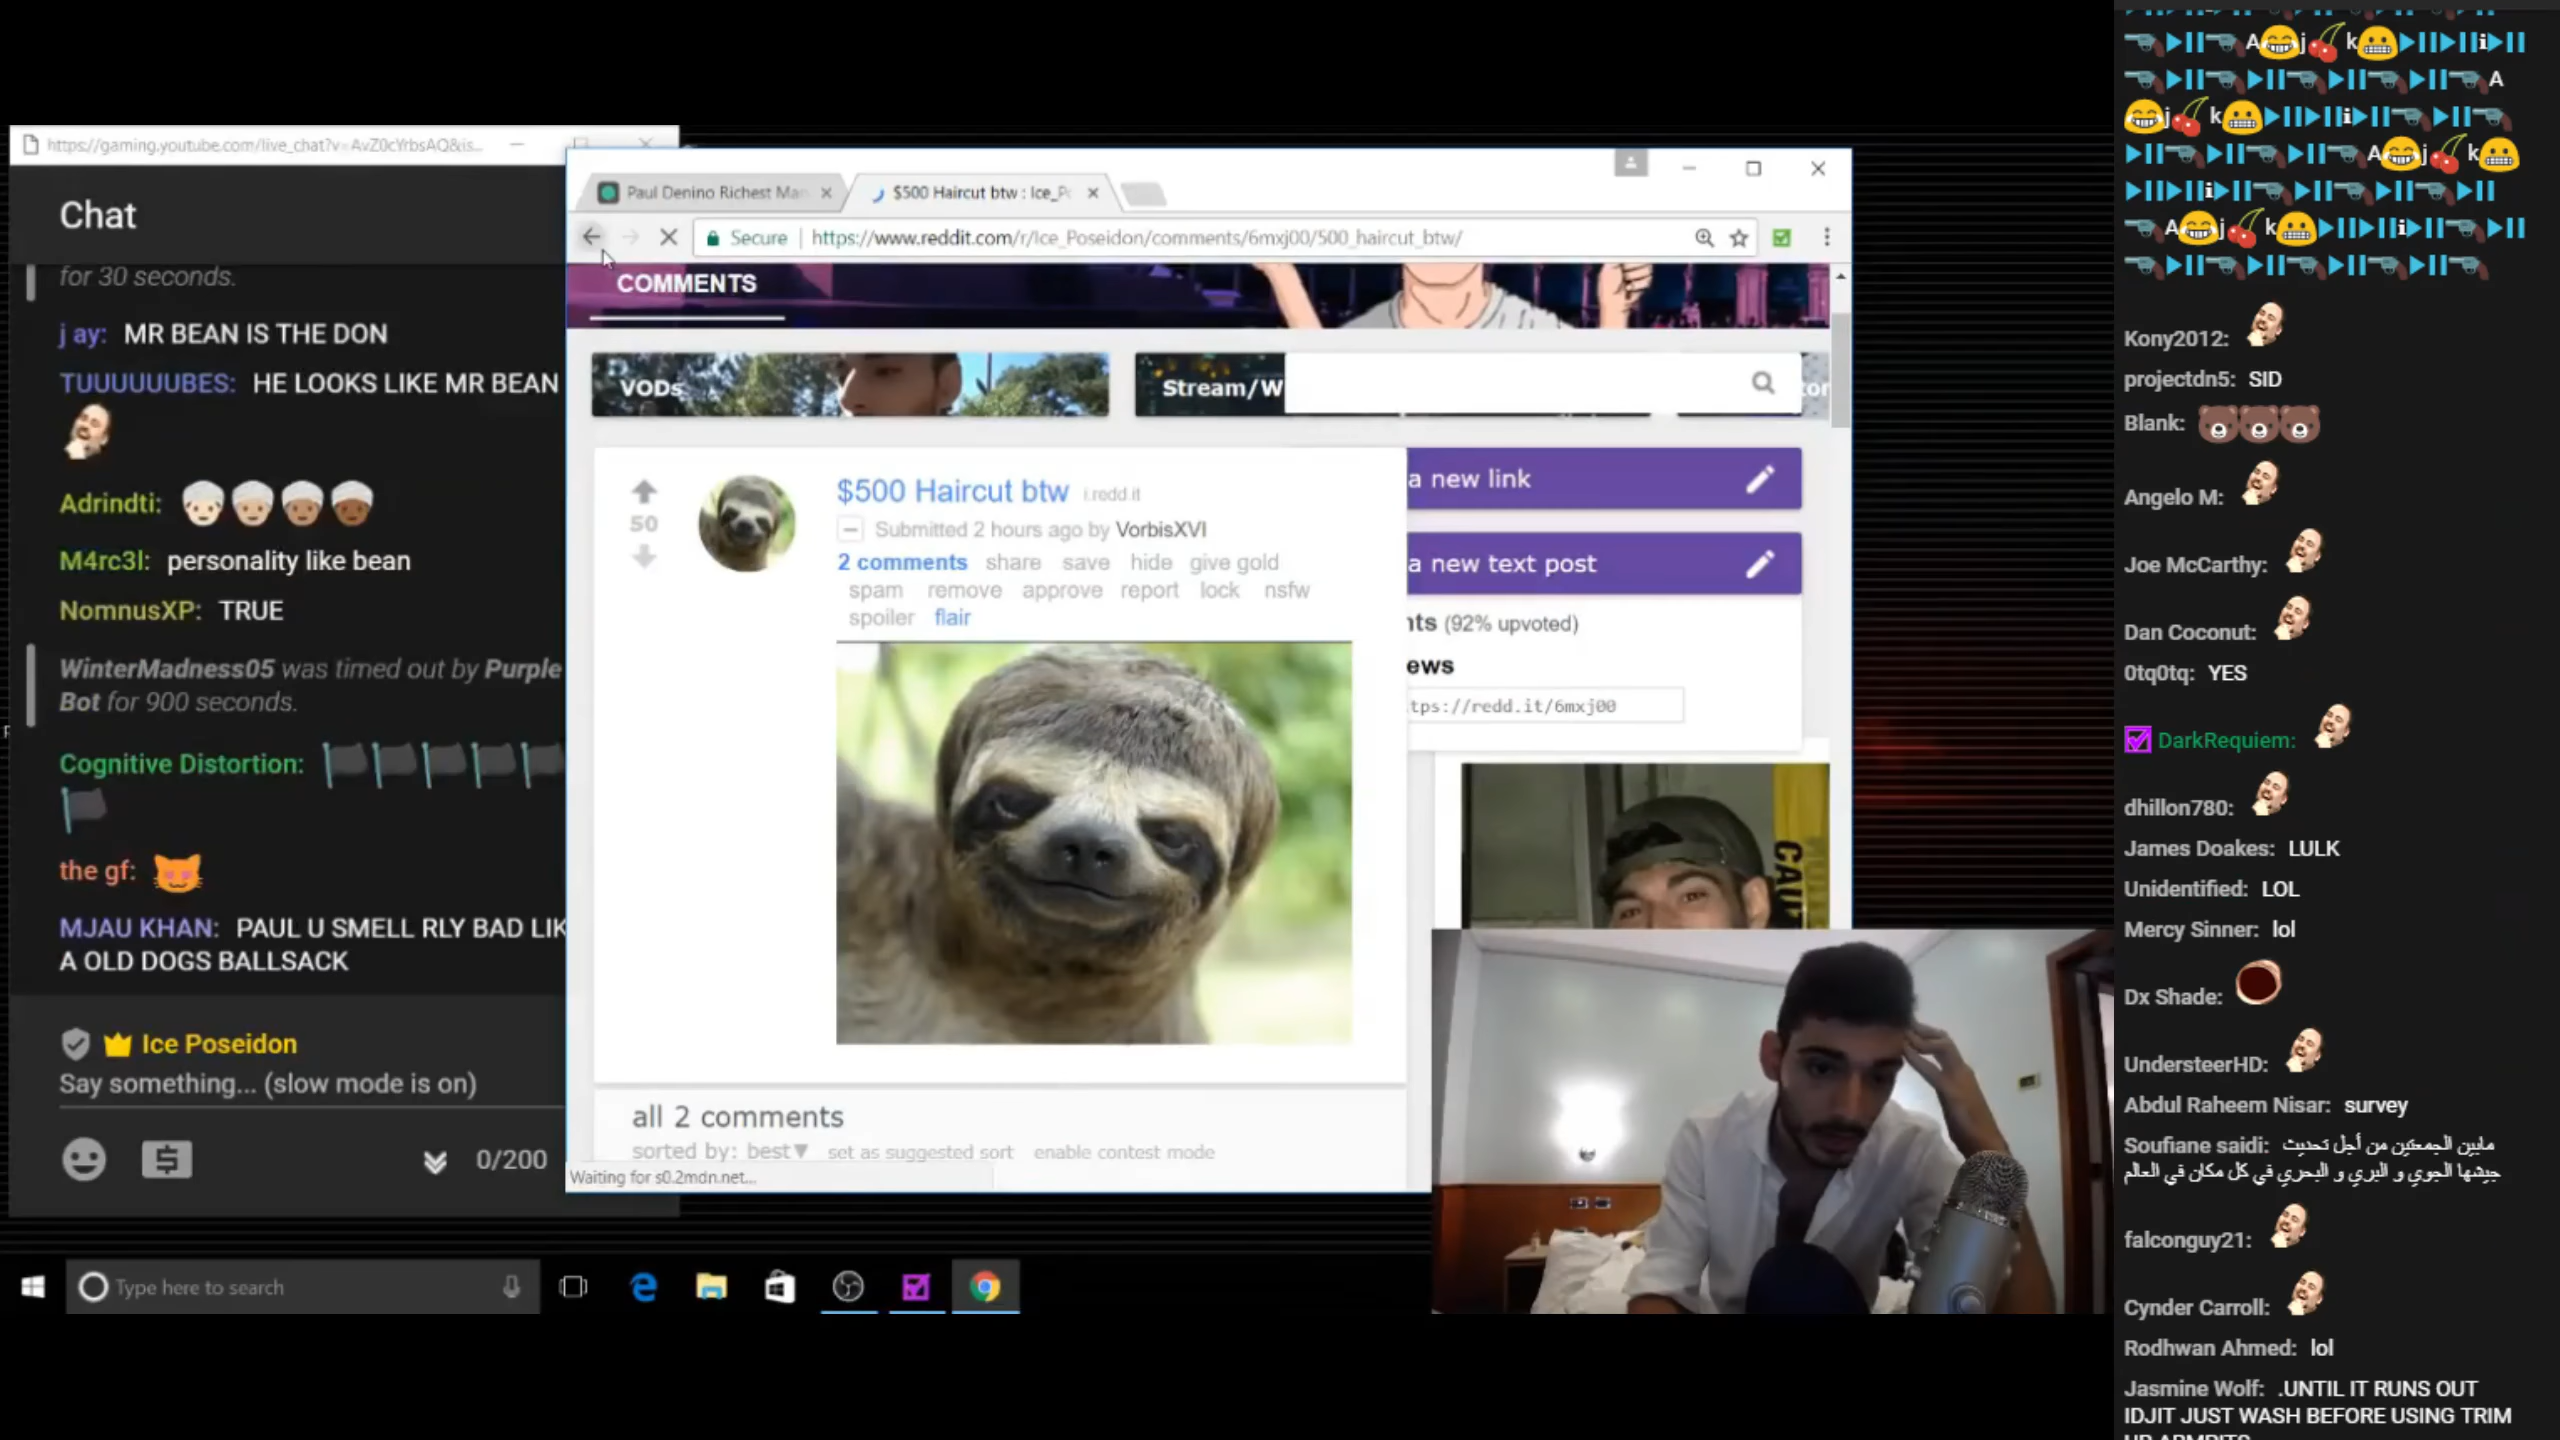 https://gaming.youtube.com/live_chat?v=AvZ0cYrbsAQ&is...
Chat
for 30 seconds.
j ay: MR BEAN IS THE DON
TUUUUUUBES: HE LOOKS LIKE MR BEAN
Adrindti:
M4rc3l: personality like bean
NomnusXP: TRUE
WinterMadness05 was timed out by Purple
Bot for 900 seconds.
Cognitive Distortion:
the gf:
MJAU KHAN: PAUL U SMELL RLY BAD LIK
A OLD DOGS BALLSACK
Ice Poseidon
Say something... (slow mode is on)
0/200
Paul Denino Richest Man
$500 Haircut btw : Ice_Po
Secure https://www.reddit.com/r/Ice_Poseidon/comments/6mxj00/500_haircut_btw/
COMMENTS
VODs
Stream/W
tor
$500 Haircut btw i.redd.it
50
Submitted 2 hours ago by VorbisXVI
2 comments share save hide give gold
spam remove approve report lock nsfw
spoiler flair
a new link
a new text post
nts (92% upvoted)
ews
tps://redd.it/6mxj00
all 2 comments
sorted by: best▼ set as suggested sort enable contest mode
Waiting for s0.2mdn.net...
Type here to search
A j k i
A
j k i
A j k
i
A j k i
Kony2012:
projectdn5: SID
Blank:
Angelo M:
Joe McCarthy:
Dan Coconut:
0tq0tq: YES
DarkRequiem:
dhillon780:
James Doakes: LULK
Unidentified: LOL
Mercy Sinner: lol
Dx Shade:
UndersteerHD:
Abdul Raheem Nisar: survey
Soufiane saidi: مابين الجمعتين من أجل تحديث
جيشها الجوي و البري و البحري في كل مكان في العالم
falconguy21:
Cynder Carroll:
Rodhwan Ahmed: lol
Jasmine Wolf: .UNTIL IT RUNS OUT
IDJIT JUST WASH BEFORE USING TRIM